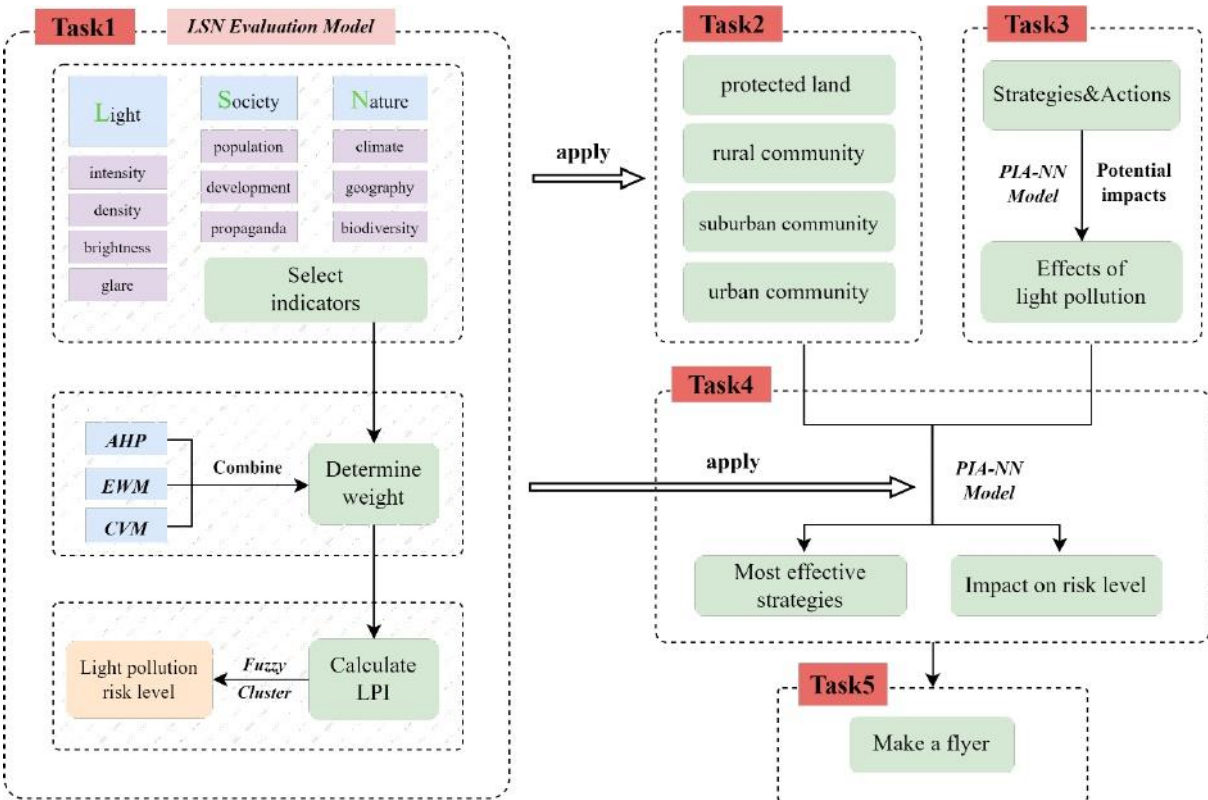 Task1
LSN Evaluation Model
Light
intensity
density
brightness
glare
Society
population
development
propaganda
Nature
climate
geography
biodiversity
Select
indicators
AHP
EWM
CVM
Combine
Determine
weight
Light pollution
risk level
Fuzzy
Cluster
Calculate
LPI
apply
Task2
protected land
rural community
suburban community
urban community
Task3
Strategies&Actions
PIA-NN
Model
Potential
impacts
Effects of
light pollution
apply
Task4
PIA-NN
Model
Most effective
strategies
Impact on risk level
Task5
Make a flyer